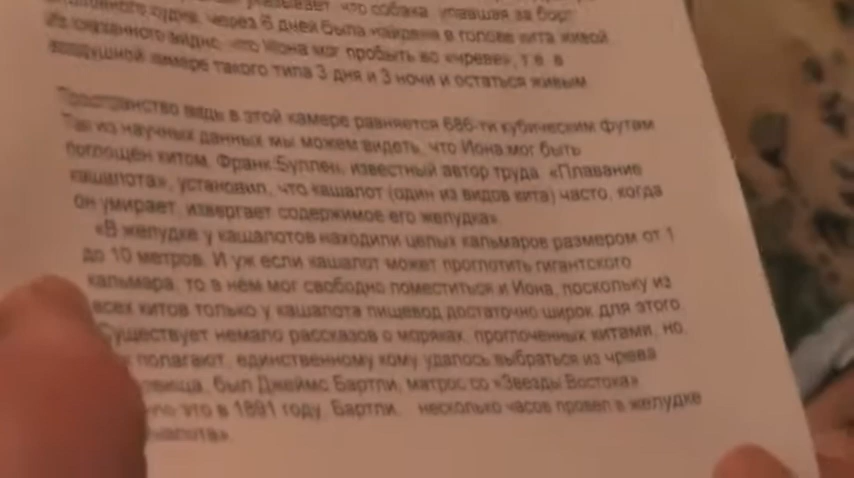 указывает, что собака, упавшая за борт
судна, через 6 дней была найдена в голове кита живой.
Из сказанного видно, что Иона мог пробыть во «чреве», т.е. в
воздушной камере такого типа 3 дня и 3 ночи и остаться живым.
Пространство виды в этой камере равняется 686-ти кубическим футам.
Так из научных данных мы можем видеть, что Иона мог быть
поглощён китом. Франк Буллен, известный автор труда «Плавание
кашалота», установил, что кашалот (один из видов кита) часто, когда
он умирает, извергает содержимое его желудка»
«В желудке у кашалотов находили целых кальмаров размером от 1
до 10 метров. И уж если кашалот может проглотить гигантского
кальмара, то в нём мог свободно поместиться и Иона, поскольку из
всех китов только у кашалота пищевод достаточно широк для этого.
Существует немало рассказов о моряках, проглоченных китами, но,
полагают, единственному кому удалось выбраться из чрева
овища, был Джеймс Бартли, матрос со «Звезды Востока»
это в 1891 году, Бартли... несколько часов провел в желудке
шалота».